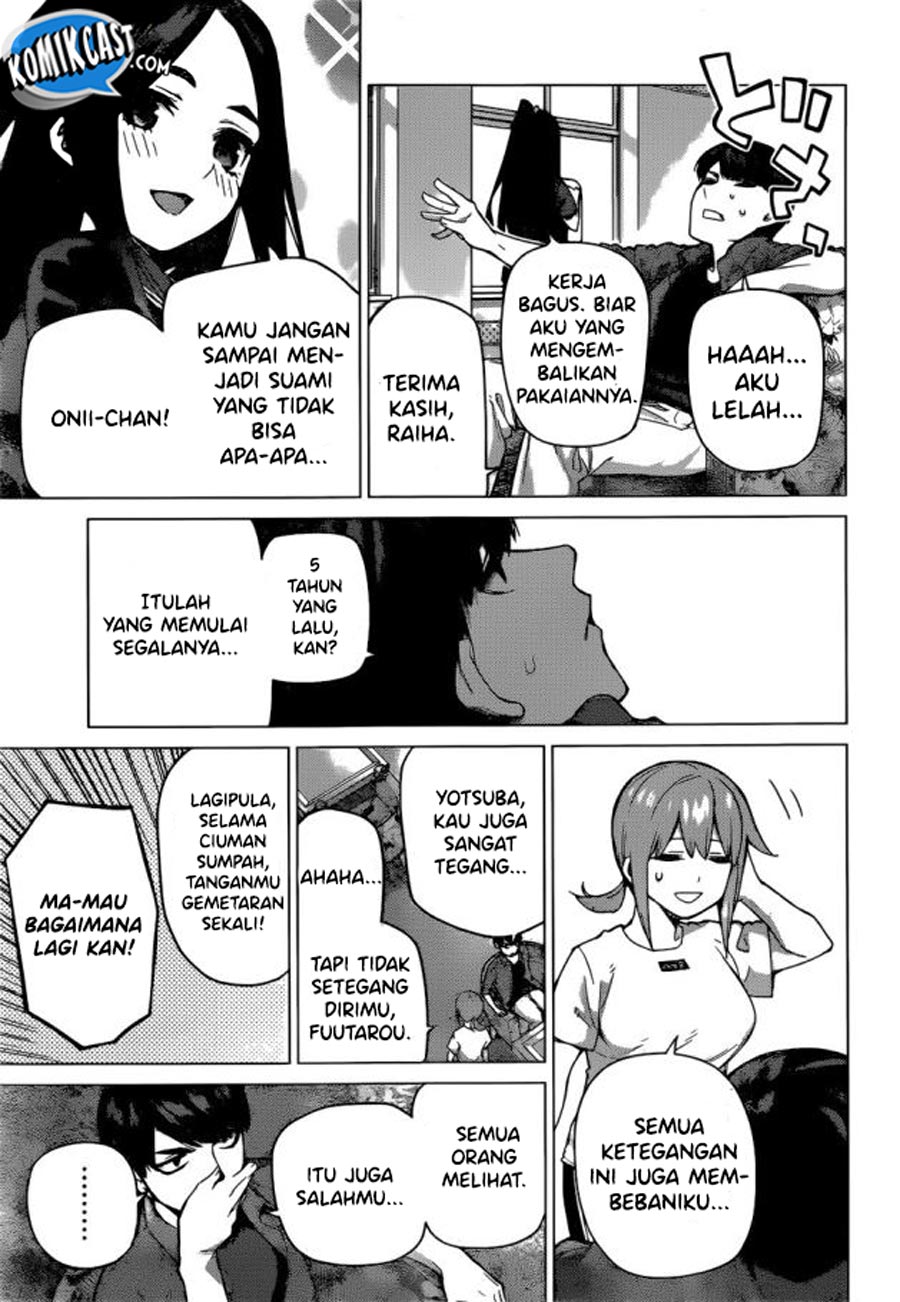 KOMIKCAST.COM
ドサッ
HAAAH...
AKU
LELAH...
KERJA
BAGUS. BIAR
AKU YANG
MENGEM-
BALIKAN
PAKAIANNYA.
TERIMA
KASIH,
RAIHA.
KAMU JANGAN
SAMPAI MEN-
JADI SUAMI
YANG TIDAK
BISA
APA-APA...
ONII-CHAN!
5
TAHUN
YANG
LALU,
KAN?
ITULAH
YANG MEMULAI
SEGALANYA...
SEMUA
KETEGANGAN
INI JUGA MEM-
BEBANIKU...
YOTSUBA,
KAU JUGA
SANGAT
TEGANG...
AHAHA...
TAPI TIDAK
SETEGANG
DIRIMU,
FUUTAROU.
LAGIPULA,
SELAMA
CIUMAN
SUMPAH,
TANGANMU
GEMETARAN
SEKALI!
MA-MAU
BAGAIMANA
LAGI KAN!
SEMUA
ORANG
MELIHAT.
ITU JUGA
SALAHMU...
........